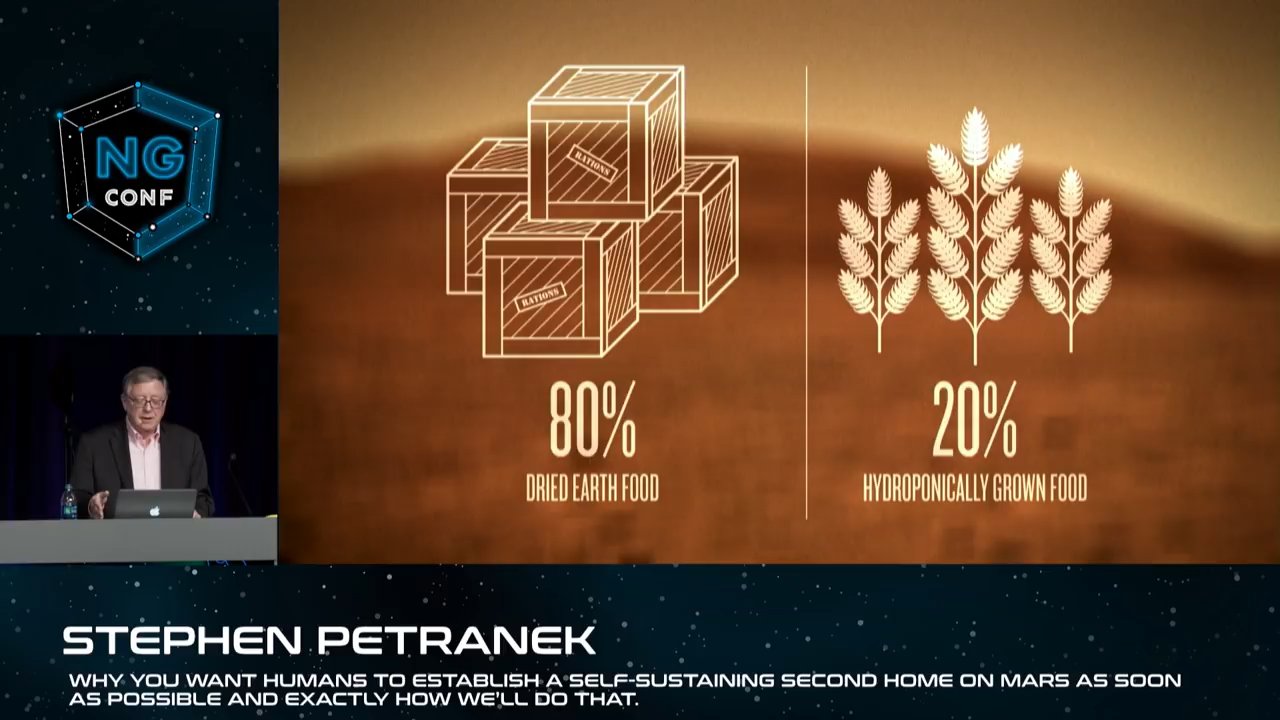 NG
CONF
RATIONS
RATIONS
80%
DRIED EARTH FOOD
20%
HYDROPONICALLY GROWN FOOD
STEPHEN PETRANEK
WHY YOU WANT HUMANS TO ESTABLISH A SELF-SUSTAINING SECOND HOME ON MARS AS SOON
AS POSSIBLE AND EXACTLY HOW WE'LL DO THAT.